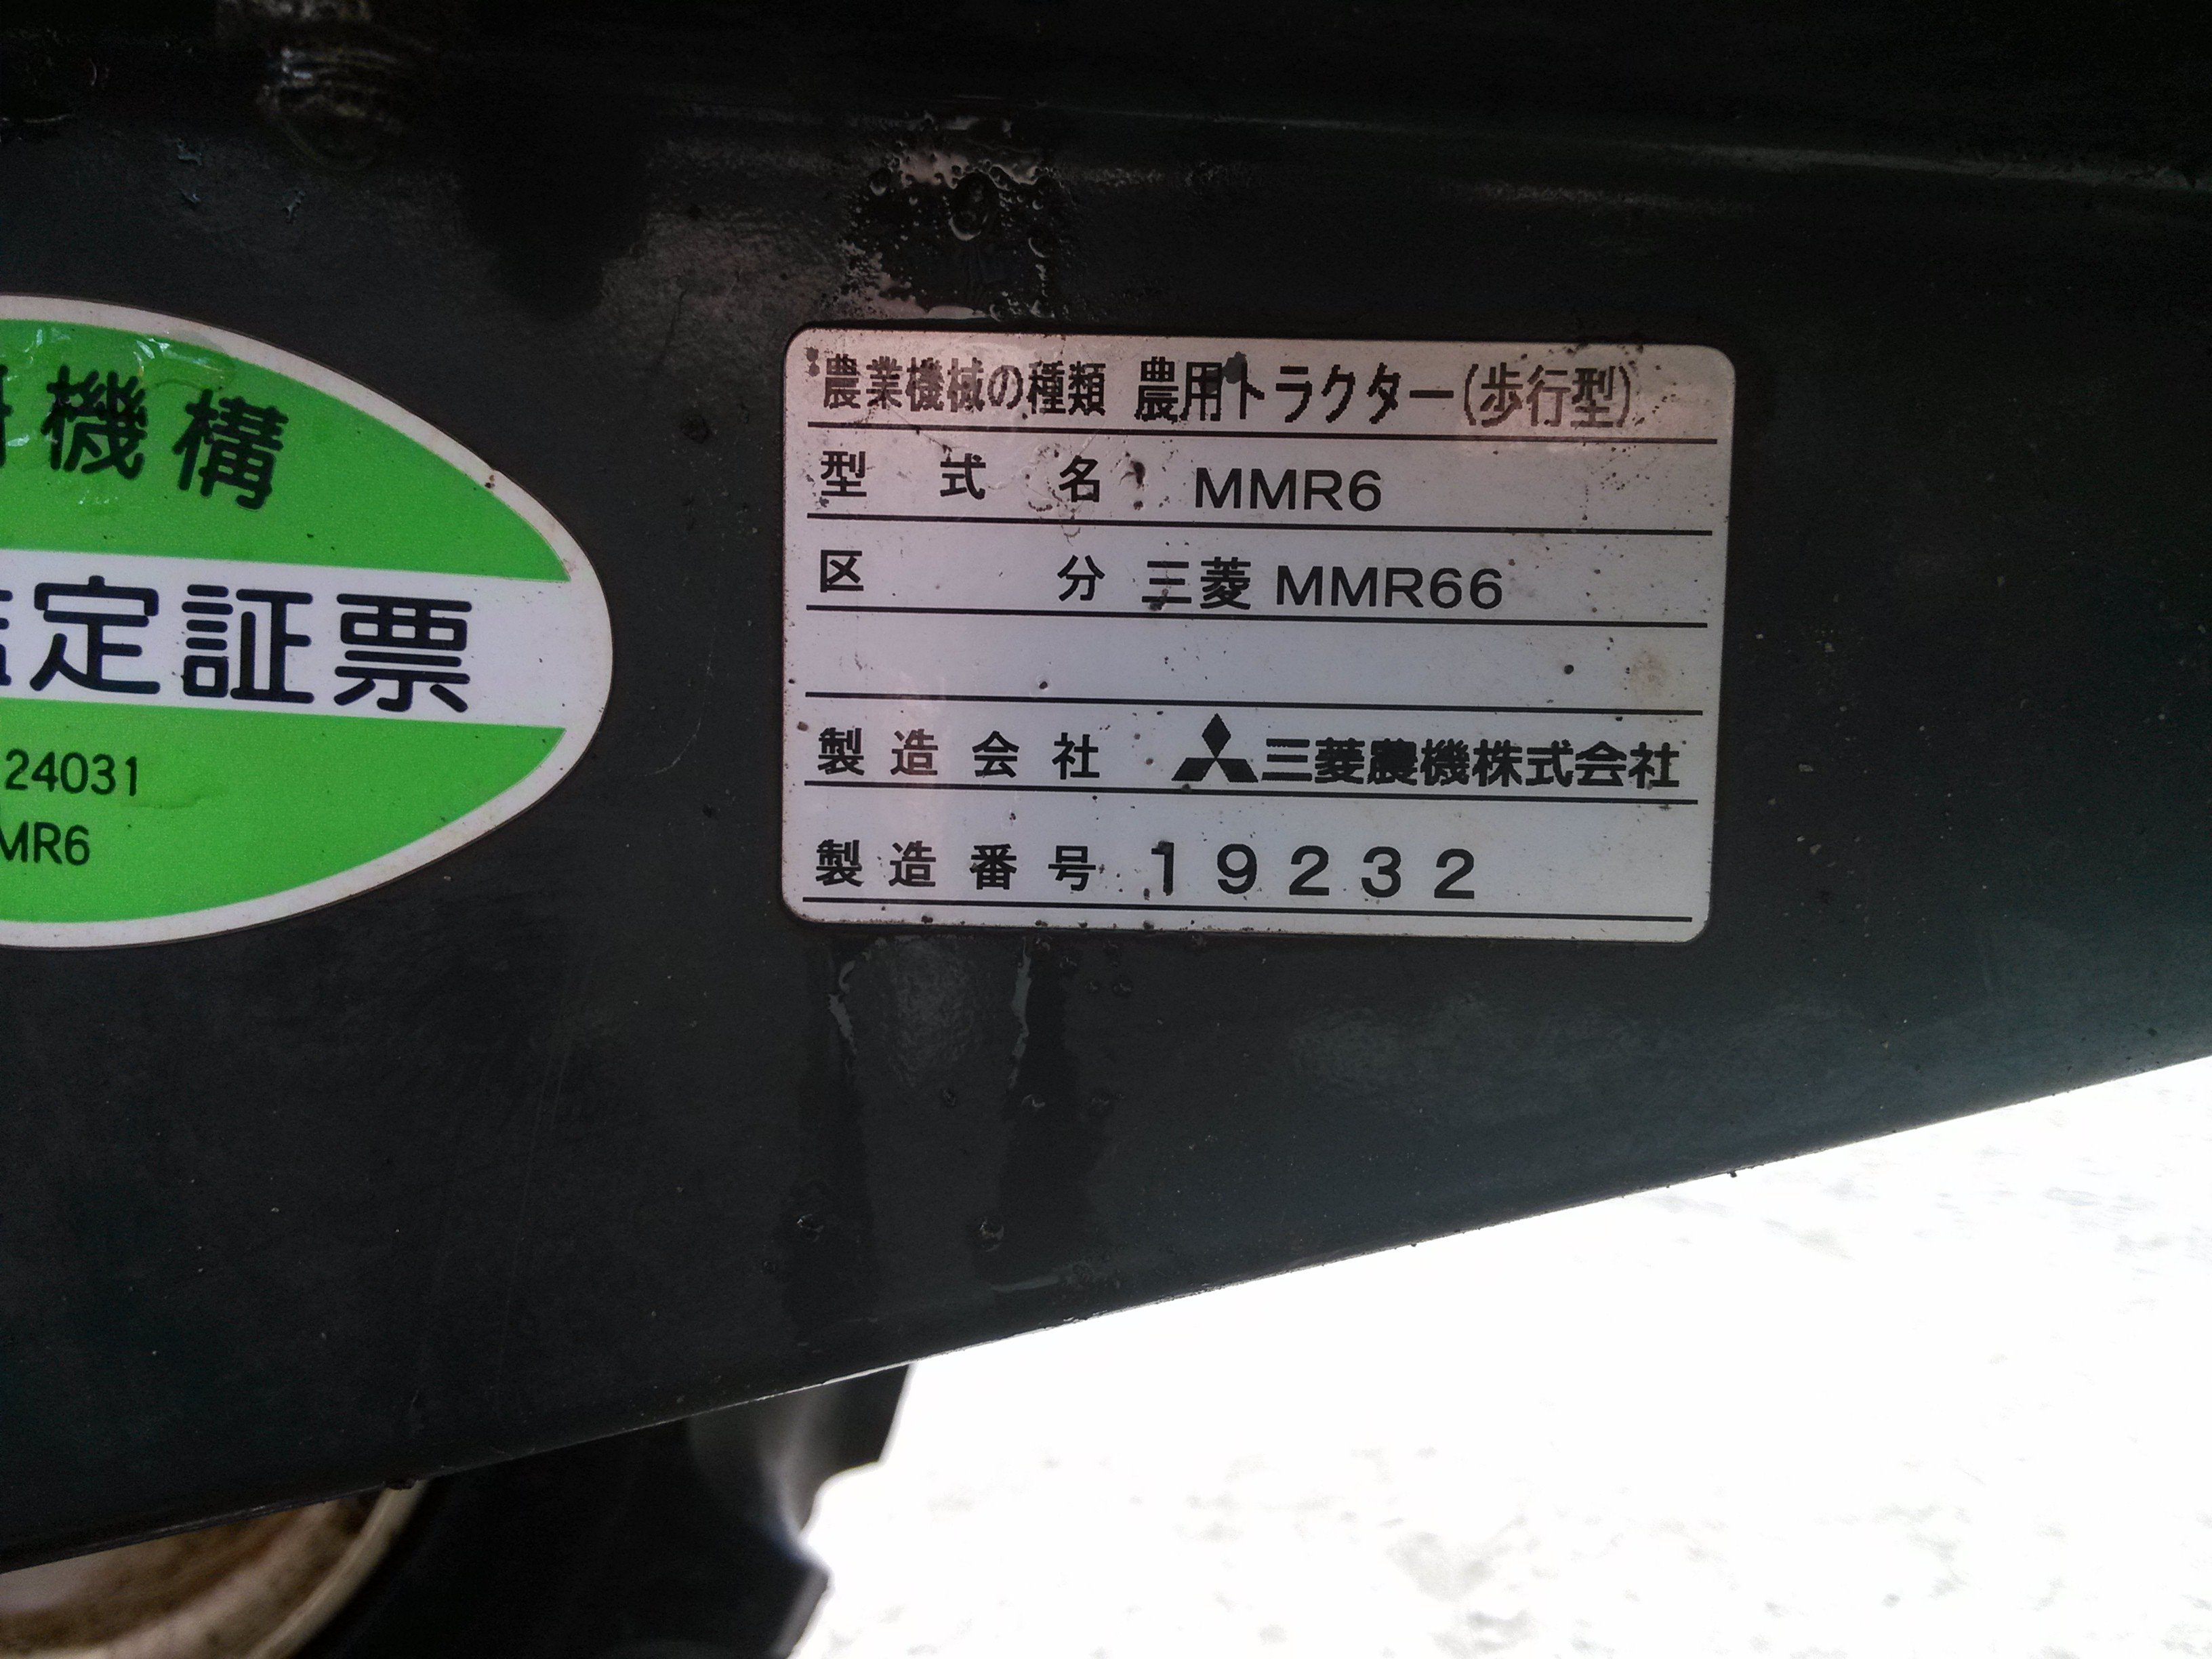 機構
定証票
24031
MR6
農業機械の種類 農用トラクター(歩行型)
型式名 MMR6
区分 三菱 MMR66
製造会社 三菱農機株式会社
製造番号 19232